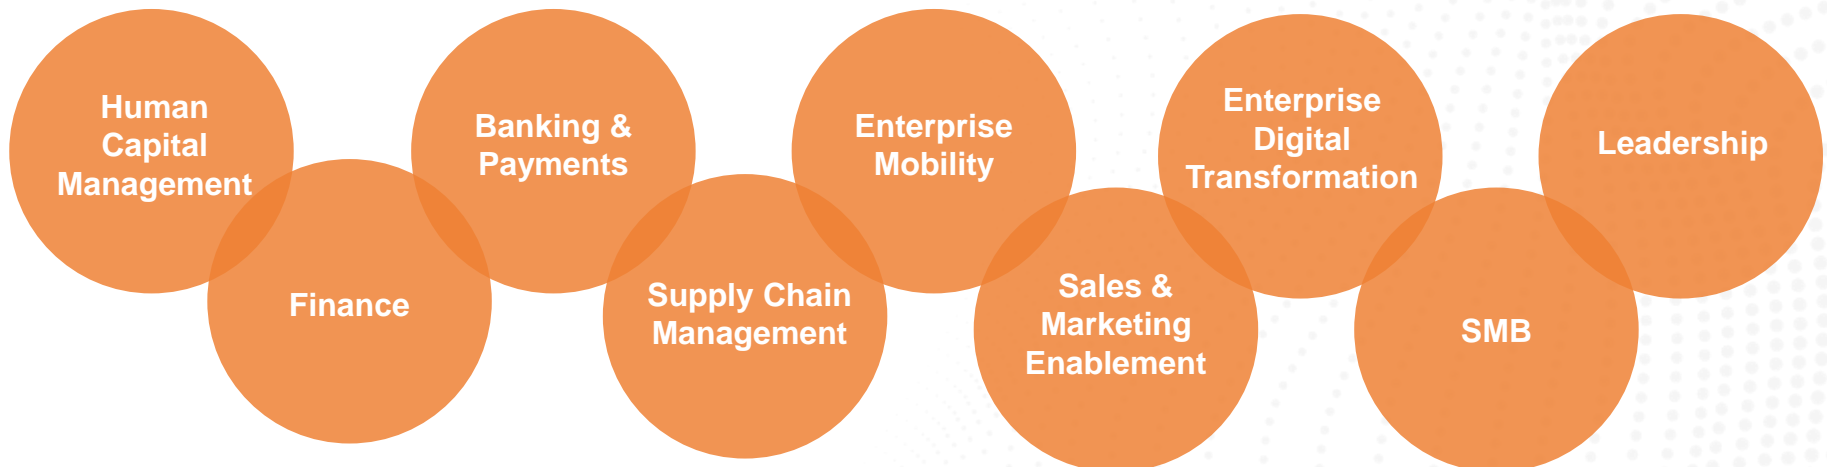 Human
Capital
Management
Finance
Banking &
Payments
Supply Chain
Management
Enterprise
Mobility
Sales &
Marketing
Enablement
Enterprise
Digital
Transformation
SMB
Leadership